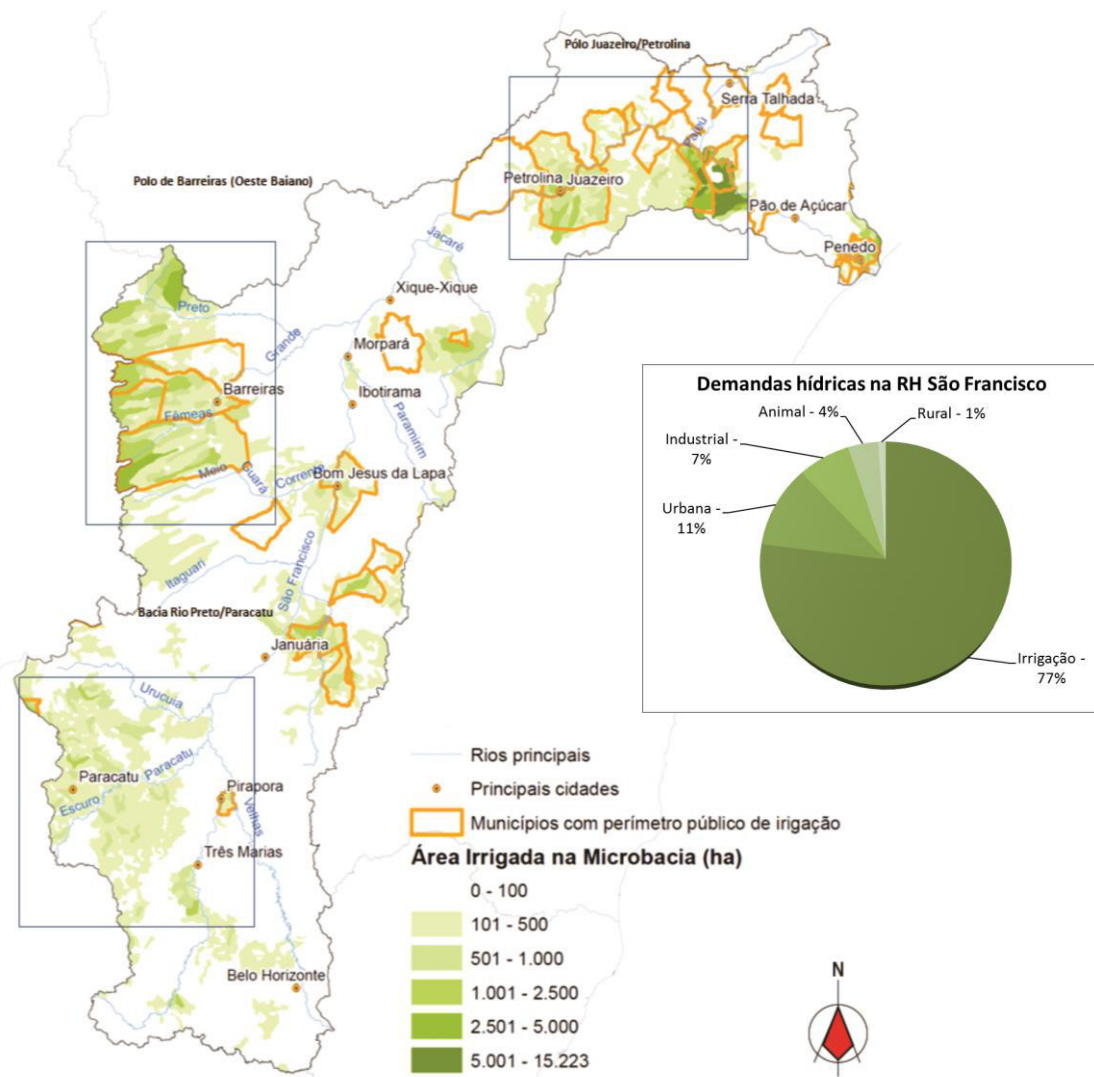 Pólo Juazeiro/Petrolina
Serra Talhada
Pajeú
Polo de Barreiras (Oeste Baiano)
Petrolina Juazeiro
Pão de Açúcar
Penedo
Jacaré
Xique-Xique
Preto
Grande
Morpará
Barreiras
Ibotirama
Fêmeas
Paramirim
Meio
Guará
Corrente
Bom Jesus da Lapa
São Francisco
Itaguari
Bacia Rio Preto/Paracatu
Januária
Urucuia
Paracatu
Paracatu
Escuro
Pirapora
Velhas
Três Marias
Belo Horizonte
Demandas hídricas na RH São Francisco
Animal - 4%
Rural - 1%
Industrial -
7%
Urbana -
11%
Irrigação -
77%
Rios principais
Principais cidades
Municípios com perímetro público de irigação
Área Irrigada na Microbacia (ha)
0 - 100
101 - 500
501 - 1.000
1.001 - 2.500
2.501 - 5.000
5.001 - 15.223
N